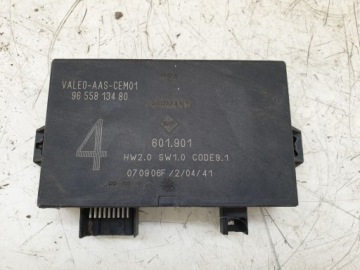 VALEO-AAS-CEM01
96 558 134 80
GERMANY
4
601.901
HW2.0 SW1.0 CODE9.1
070906F/2/04/41